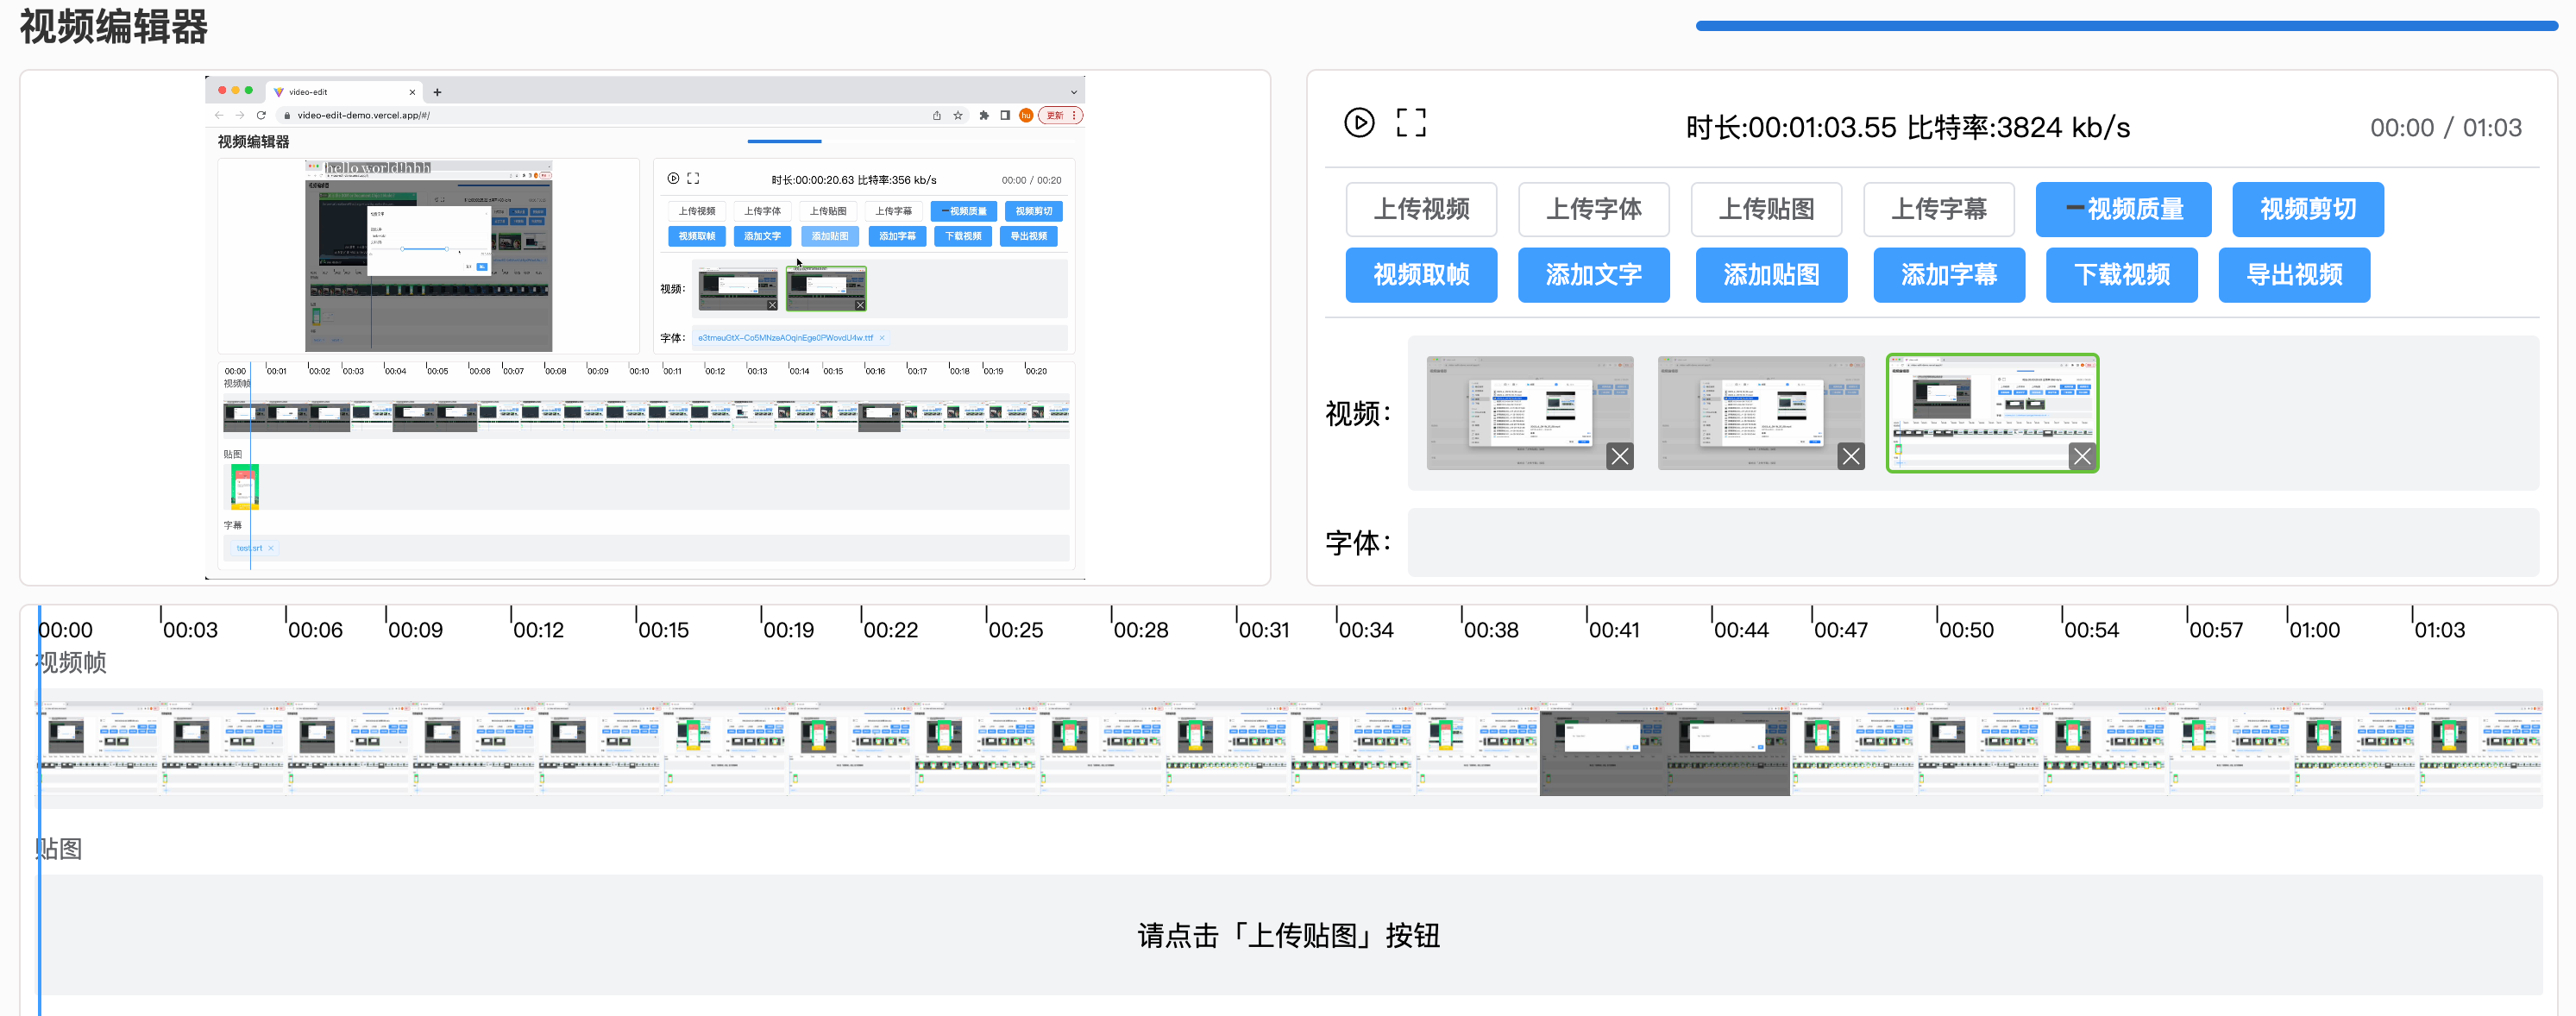 视频编辑器
video-edit
video-edit-demo.vercel.app/#/
hu
更新
视频编辑器
hello world!hhh
时长:00:00:20.63 比特率:356 kb/s
00:00 / 00:20
上传视频 上传字体 上传贴图 上传字幕 视频质量 视频剪切
视频取帧 添加文字 添加贴图 添加字幕 下载视频 导出视频
视频:
字体:
00:00 00:01 00:02 00:03 00:04 00:05 00:06 00:07 00:08 00:09 00:10 00:11 00:12 00:13 00:14 00:15 00:16 00:17 00:18 00:19 00:20
视频帧
贴图
字幕
test.srt
时长:00:01:03.55 比特率:3824 kb/s
00:00 / 01:03
上传视频 上传字体 上传贴图 上传字幕 视频质量 视频剪切
视频取帧 添加文字 添加贴图 添加字幕 下载视频 导出视频
视频:
字体:
00:00 00:03 00:06 00:09 00:12 00:15 00:19 00:22 00:25 00:28 00:31 00:34 00:38 00:41 00:44 00:47 00:50 00:54 00:57 01:00 01:03
视频帧
贴图
请点击「上传贴图」按钮